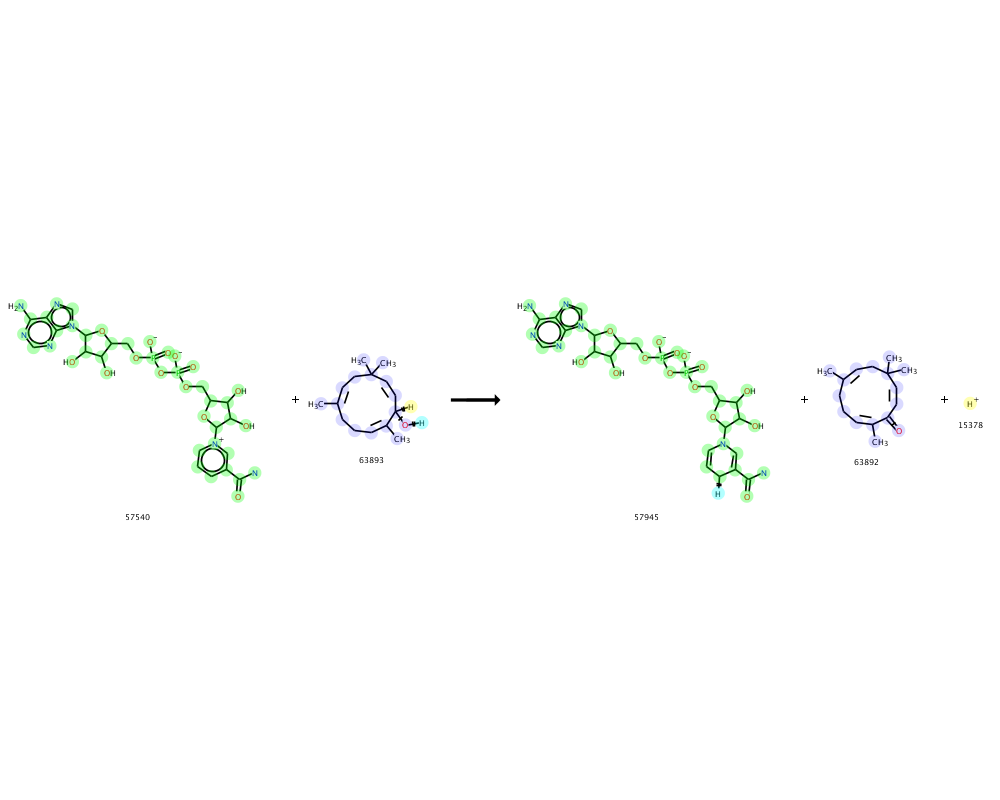 H₂N N N N N O HO OH O O⁻ P O O O⁻ P O O O OH OH N⁺ N O
57540
+
H₃C CH₃ H₃C H O H CH₃
63893
H₂N N N N N O HO OH O O⁻ P O O O⁻ P O O O OH OH N N O H
57945
+
CH₃ CH₃ H₃C O CH₃
63892
+
H⁺
15378